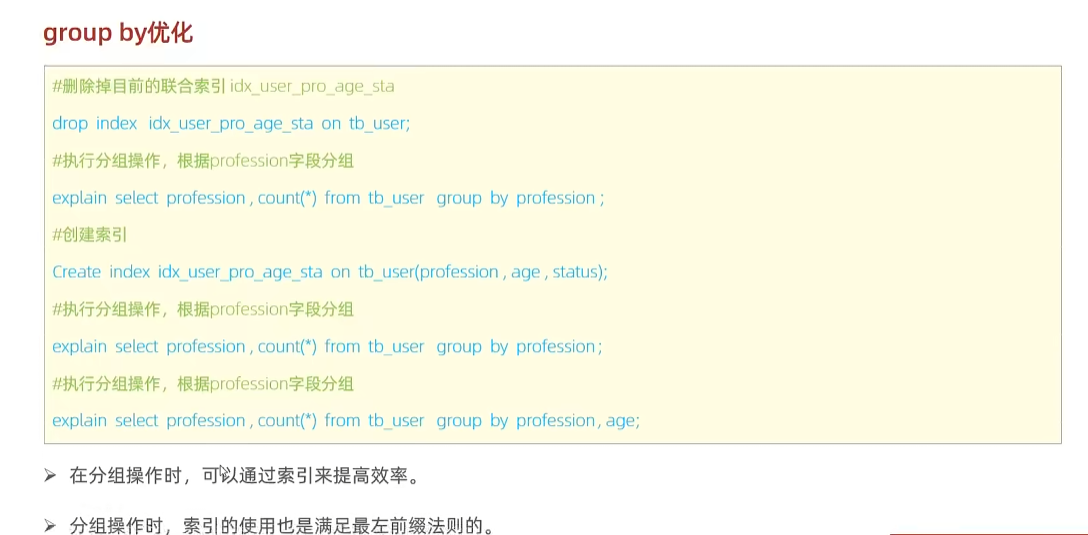 group by优化
#删除掉目前的联合索引 idx_user_pro_age_sta
drop index idx_user_pro_age_sta on tb_user;
#执行分组操作，根据profession字段分组
explain select profession , count(*) from tb_user group by profession ;
#创建索引
Create index idx_user_pro_age_sta on tb_user(profession , age , status);
#执行分组操作，根据profession字段分组
explain select profession , count(*) from tb_user group by profession ;
#执行分组操作，根据profession字段分组
explain select profession , count(*) from tb_user group by profession , age;
➢ 在分组操作时，可以通过索引来提高效率。
➢ 分组操作时，索引的使用也是满足最左前缀法则的。